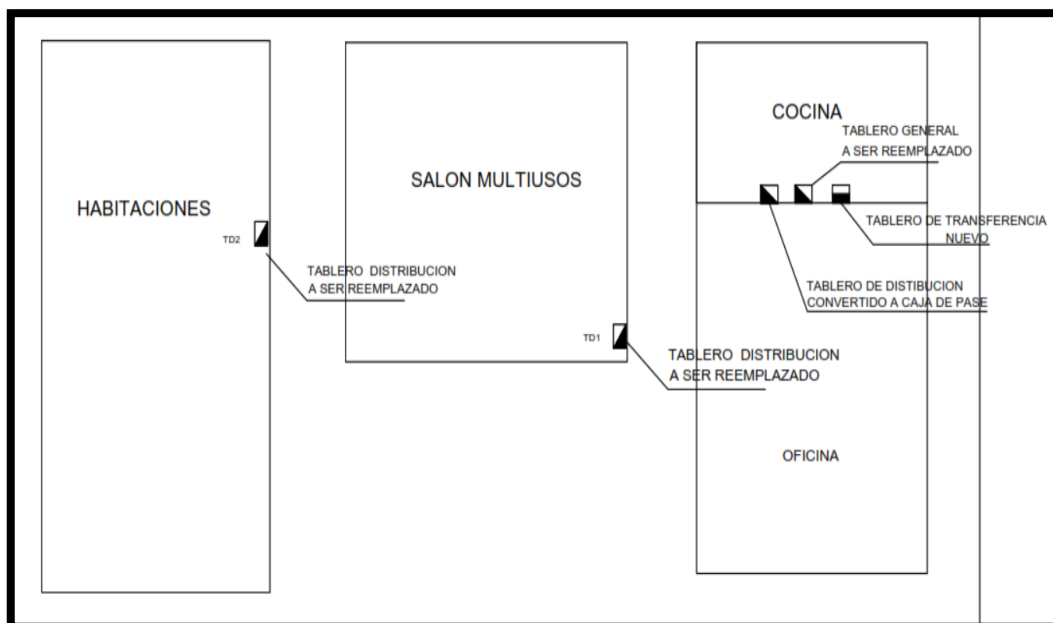 HABITACIONES
TD2
TABLERO DISTRIBUCION
A SER REEMPLAZADO
SALON MULTIUSOS
TD1
TABLERO DISTRIBUCION
A SER REEMPLAZADO
COCINA
TABLERO GENERAL
A SER REEMPLAZADO
TABLERO DE TRANSFERENCIA
NUEVO
TABLERO DE DISTIBUCION
CONVERTIDO A CAJA DE PASE
OFICINA